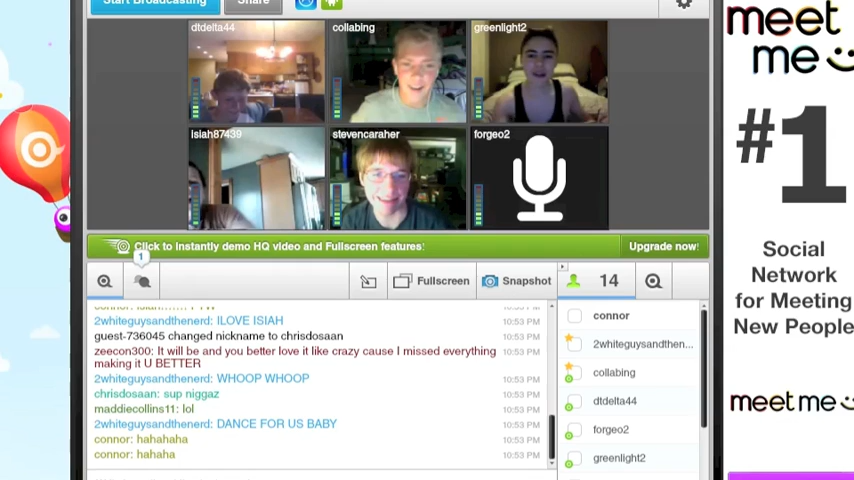 Start Broadcasting
Share
meet
me
dtdelta44
collabing
greenlight2
isiah87439
stevencaraher
forgeo2
#1
Social
Network
for Meeting
New People
meet me
Click to instantly demo HQ video and Fullscreen features!
Upgrade now!
1
Fullscreen
Snapshot
14
2whiteguysandthenerd: ILOVE ISIAH 10:53 PM
guest-736045 changed nickname to chrisdosaan 10:53 PM
zeecon300: It will be and you better love it like crazy cause I missed everything 10:53 PM
making it U BETTER
2whiteguysandthenerd: WHOOP WHOOP 10:53 PM
chrisdosaan: sup niggaz 10:53 PM
maddiecollins11: lol 10:53 PM
2whiteguysandthenerd: DANCE FOR US BABY 10:53 PM
connor: hahahaha 10:53 PM
connor: hahaha 10:53 PM
connor
2whiteguysandthen...
collabing
dtdelta44
forgeo2
greenlight2